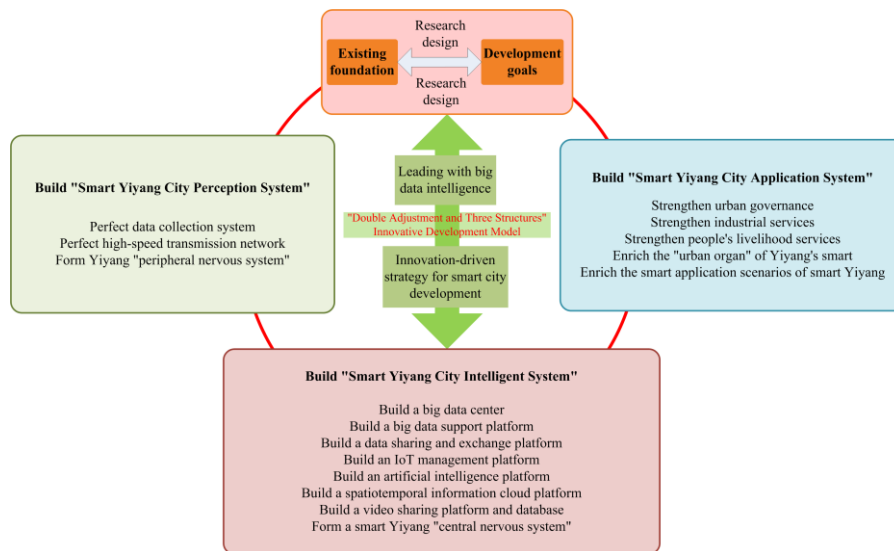 Research
design
Existing
foundation
Development
goals
Research
design
Build "Smart Yiyang City Perception System"
Perfect data collection system
Perfect high-speed transmission network
Form Yiyang "peripheral nervous system"
Leading with big
data intelligence
"Double Adjustment and Three Structures"
Innovative Development Model
Innovation-driven
strategy for smart city
development
Build "Smart Yiyang City Application System"
Strengthen urban governance
Strengthen industrial services
Strengthen people's livelihood services
Enrich the "urban organ" of Yiyang's smart
Enrich the smart application scenarios of smart Yiyang
Build "Smart Yiyang City Intelligent System"
Build a big data center
Build a big data support platform
Build a data sharing and exchange platform
Build an IoT management platform
Build an artificial intelligence platform
Build a spatiotemporal information cloud platform
Build a video sharing platform and database
Form a smart Yiyang "central nervous system"